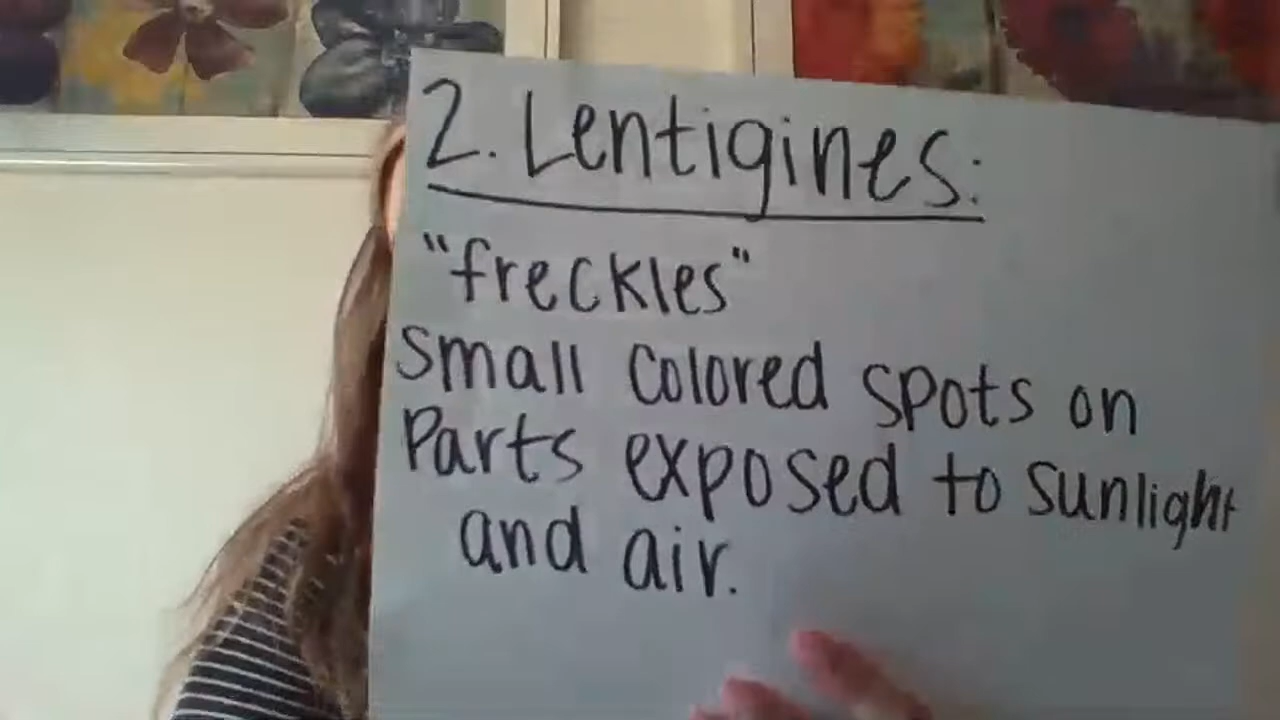 2. Lentigines:
"freckles"
Small colored spots on
Parts exposed to sunlight
and air.